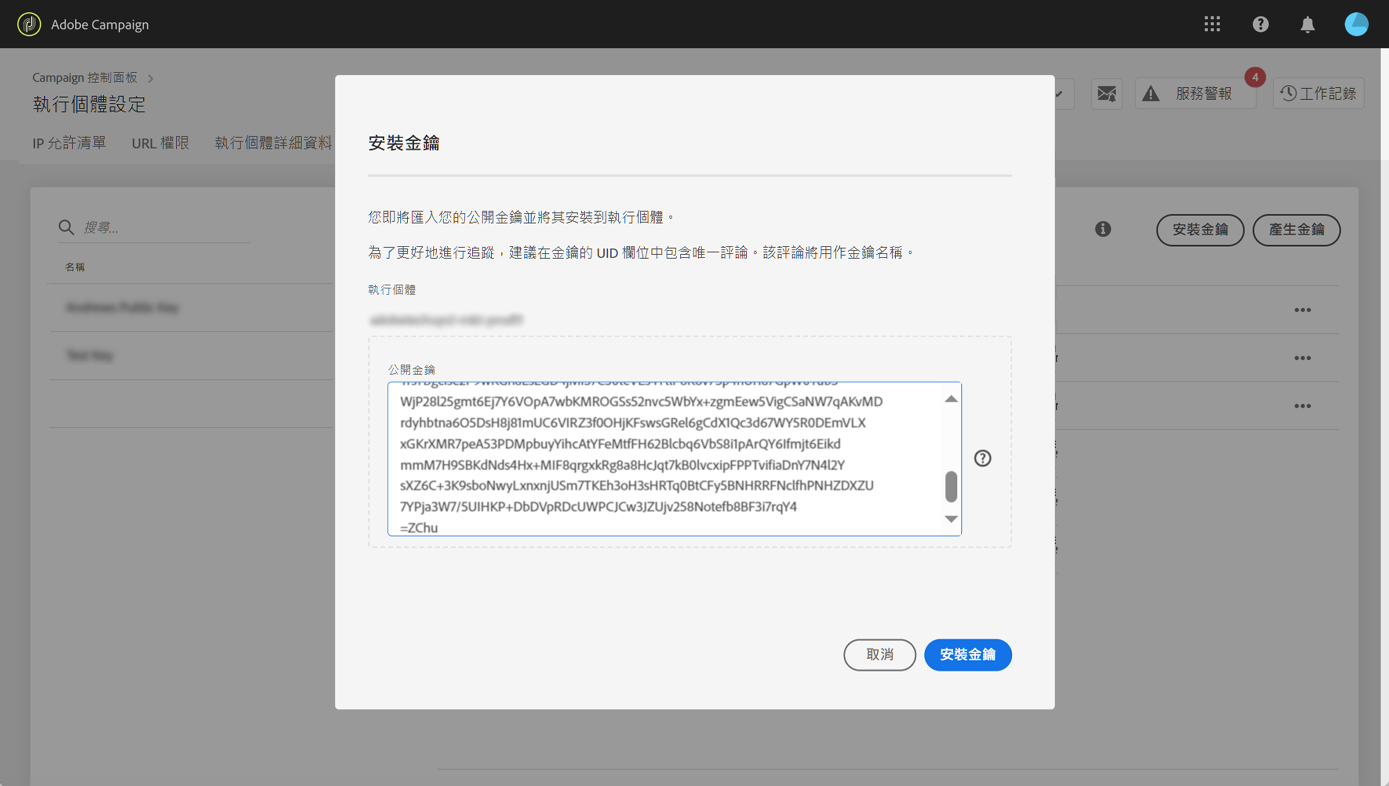 Adobe Campaign
Campaign 控制面板
執行個體設定
4
服務警報
工作記錄
IP 允許清單
URL 權限
執行個體詳細資料
安裝金鑰
您即將匯入您的公開金鑰並將其安裝到執行個體。
為了更好地進行追蹤，建議在金鑰的 UID 欄位中包含唯一評論。該評論將用作金鑰名稱。
執行個體
搜尋...
安裝金鑰
產生金鑰
名稱
公開金鑰
WjP28l25gmt6Ej7Y6VOpA7wbKMROGSs52nvc5WbYx+zgmEew5VigCSaNW7qAKvMD
rdyhbtna6O5DsH8j81mUC6VIRZ3f0OHjKFswsGRel6gCdX1Qc3d67WY5R0DEmVLX
xGKrXMR7peA53PDMpbuyYihcAtYFeMtfFH62Blcbq6VbS8i1pArQY6Ifmjt6Eikd
mmM7H9SBKdNds4Hx+MIF8qrgxkRg8a8HcJqt7kB0lvcxipFPPTvifiaDnY7N4l2Y
sXZ6C+3K9sboNwyLxnxnjUSm7TKEh3oH3sHRTq0BtCFy5BNHRRFNclfhPNHZDXZU
7YPja3W7/5UIHKP+DbDVpRDcUWPCJCw3JZUjv258Notefb8BF3i7rqY4
=ZChu
取消
安裝金鑰